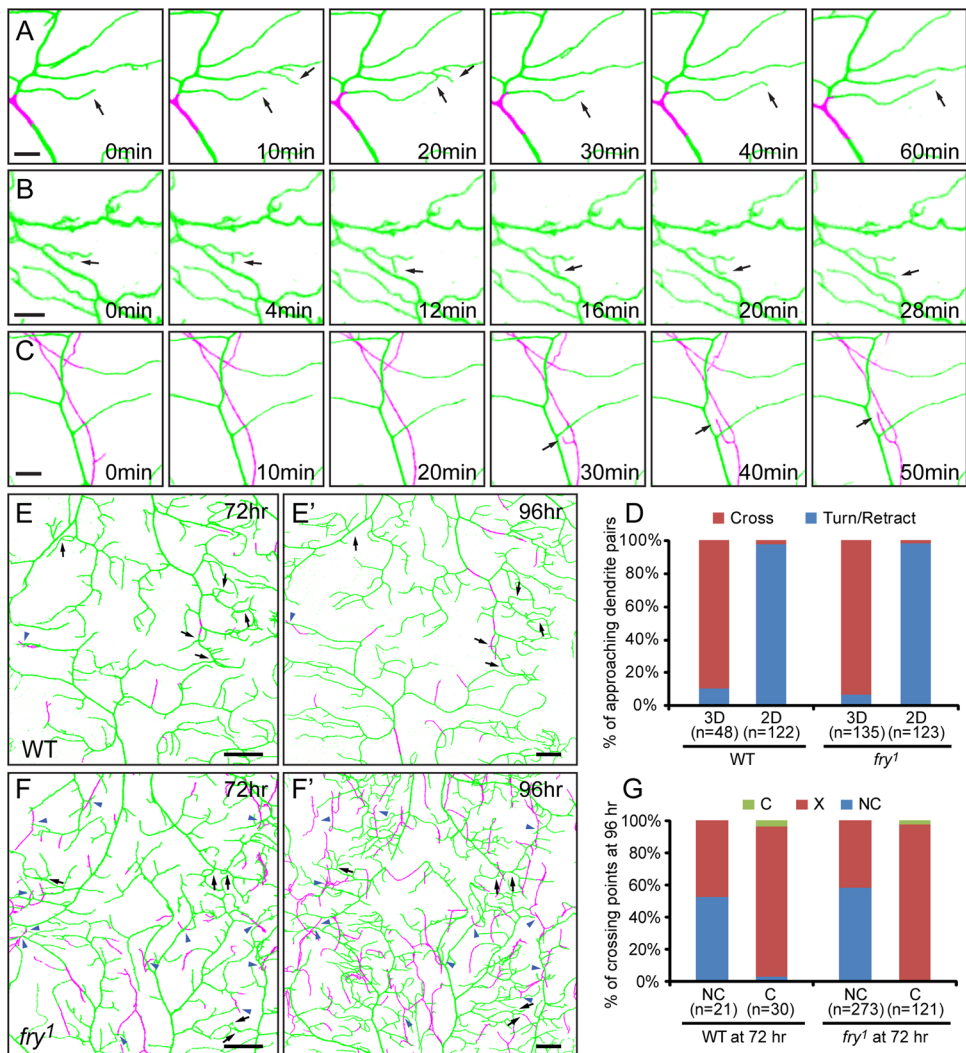 A
0min
10min
20min
30min
40min
60min
B
0min
4min
12min
16min
20min
28min
C
0min
10min
20min
30min
40min
50min
E
72hr
WT
E'
96hr
D
Cross
Turn/Retract
% of approaching dendrite pairs
100%
80%
60%
40%
20%
0%
3D
(n=48)
2D
(n=122)
3D
(n=135)
2D
(n=123)
WT
fry¹
F
72hr
fry¹
F'
96hr
G
C
X
NC
% of crossing points at 96 hr
100%
80%
60%
40%
20%
0%
NC
(n=21)
C
(n=30)
NC
(n=273)
C
(n=121)
WT at 72 hr
fry¹ at 72 hr